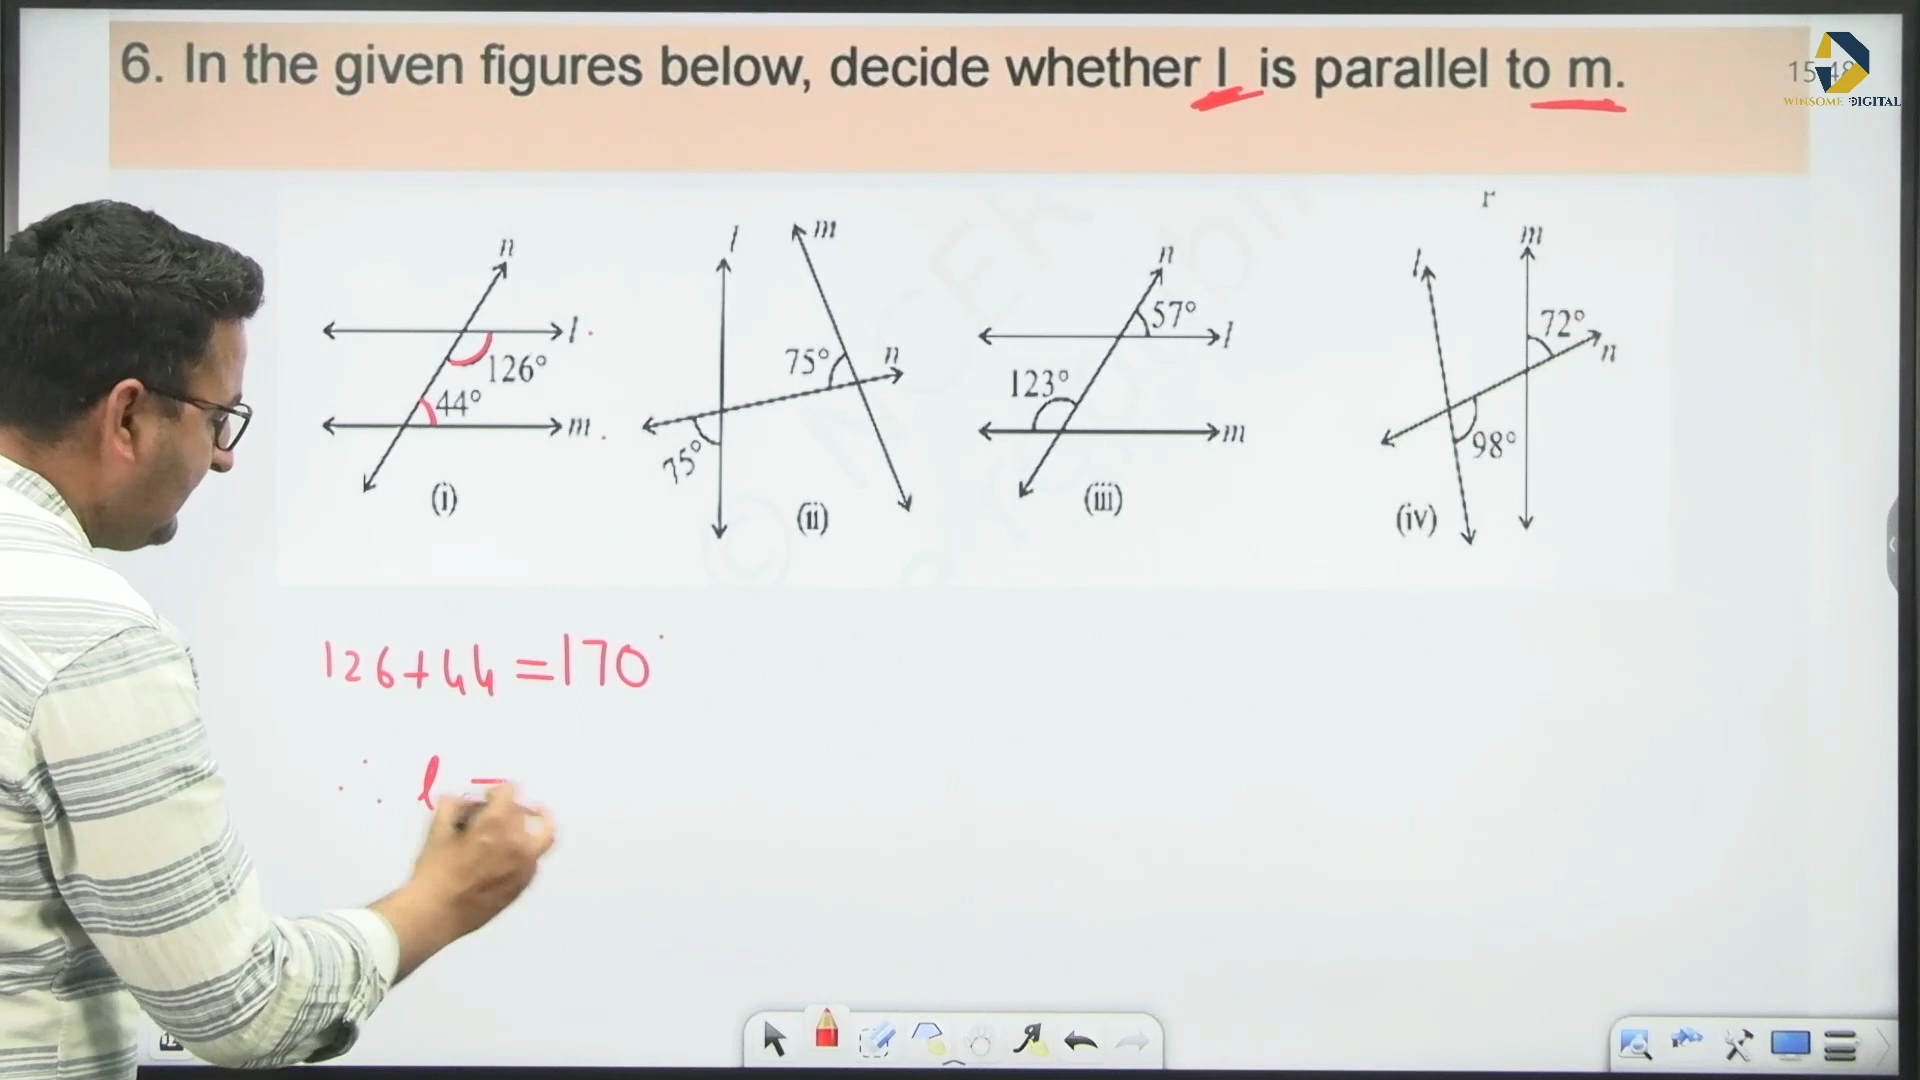 6. In the given figures below, decide whether l is parallel to m.
WINSOME DIGITAL
r
n
l
126°
44°
m
(i)
l
m
75°
n
75°
(ii)
n
57°
l
123°
m
(iii)
l
m
72°
n
98°
(iv)
126+44=170°
∴ l